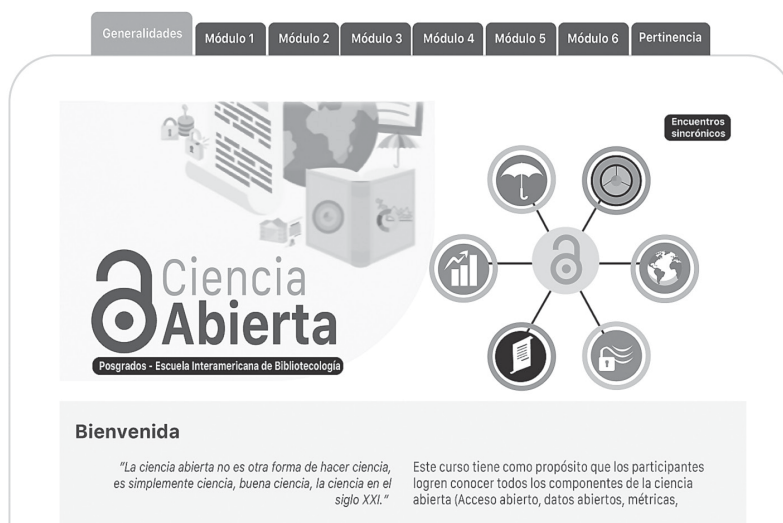 Generalidades
Módulo 1
Módulo 2
Módulo 3
Módulo 4
Módulo 5
Módulo 6
Pertinencia
Encuentros
sincrónicos
Ciencia
Abierta
Posgrados - Escuela Interamericana de Bibliotecología
Bienvenida
"La ciencia abierta no es otra forma de hacer ciencia,
es simplemente ciencia, buena ciencia, la ciencia en el
siglo XXI."
Este curso tiene como propósito que los participantes
logren conocer todos los componentes de la ciencia
abierta (Acceso abierto, datos abiertos, métricas,